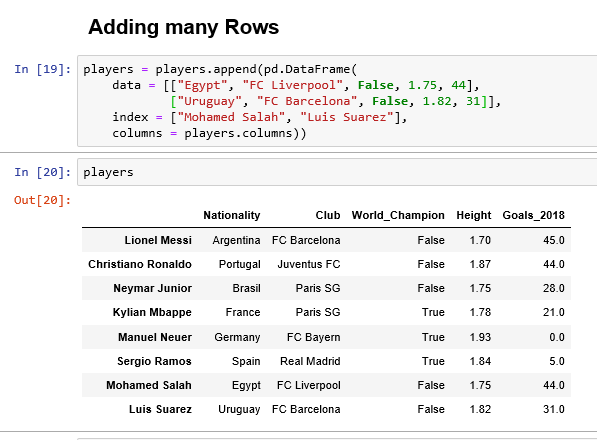 Adding many Rows
In [19]: players = players.append(pd.DataFrame(
data = [["Egypt", "FC Liverpool", False, 1.75, 44],
["Uruguay", "FC Barcelona", False, 1.82, 31]],
index = ["Mohamed Salah", "Luis Suarez"],
columns = players.columns))
In [20]: players
Out[20]:
Nationality Club World_Champion Height Goals_2018
Lionel Messi Argentina FC Barcelona False 1.70 45.0
Christiano Ronaldo Portugal Juventus FC False 1.87 44.0
Neymar Junior Brasil Paris SG False 1.75 28.0
Kylian Mbappe France Paris SG True 1.78 21.0
Manuel Neuer Germany FC Bayern True 1.93 0.0
Sergio Ramos Spain Real Madrid True 1.84 5.0
Mohamed Salah Egypt FC Liverpool False 1.75 44.0
Luis Suarez Uruguay FC Barcelona False 1.82 31.0